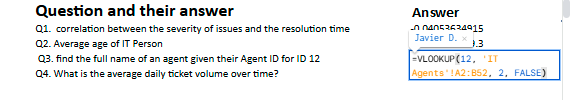 Question and their answer
Answer
Q1. correlation between the severity of issues and the resolution time
-0.04053634915
Javier D. ×
Q2. Average age of IT Person
.3
Q3. find the full name of an agent given their Agent ID for ID 12
=VLOOKUP(12, 'IT
Agents'!A2:B52, 2, FALSE)
Q4. What is the average daily ticket volume over time?